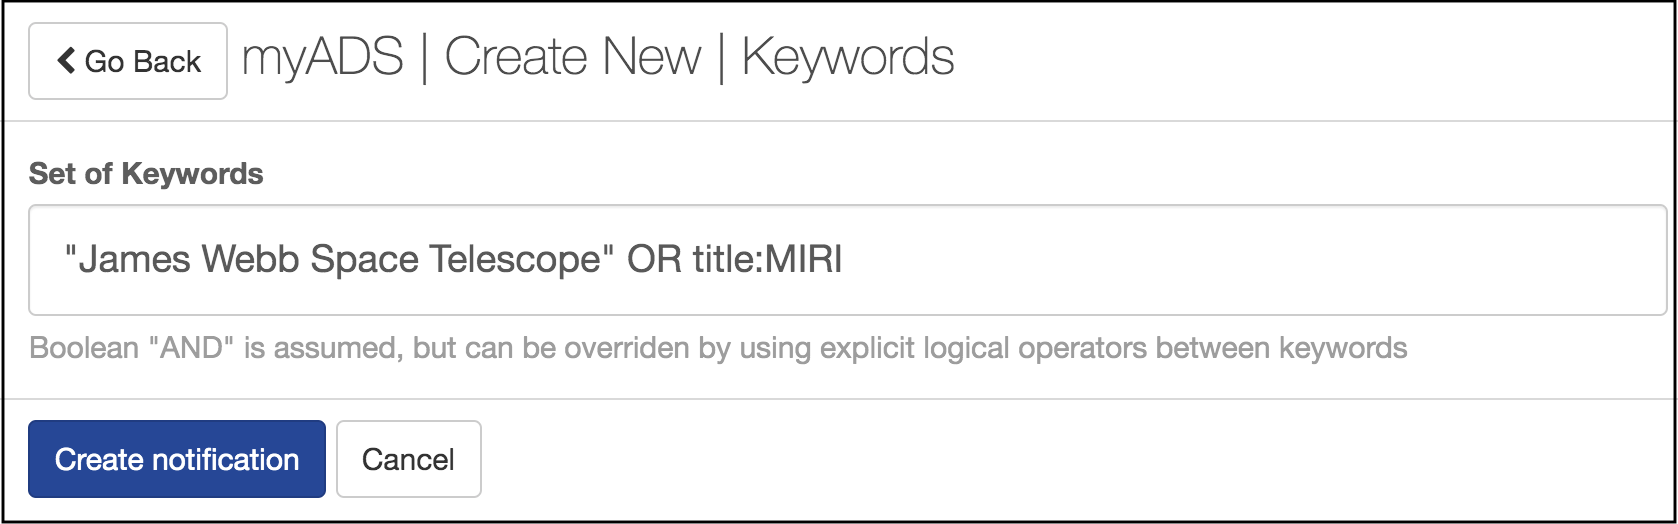 Go Back myADS | Create New | Keywords
Set of Keywords
"James Webb Space Telescope" OR title:MIRI
Boolean "AND" is assumed, but can be overriden by using explicit logical operators between keywords
Create notification Cancel